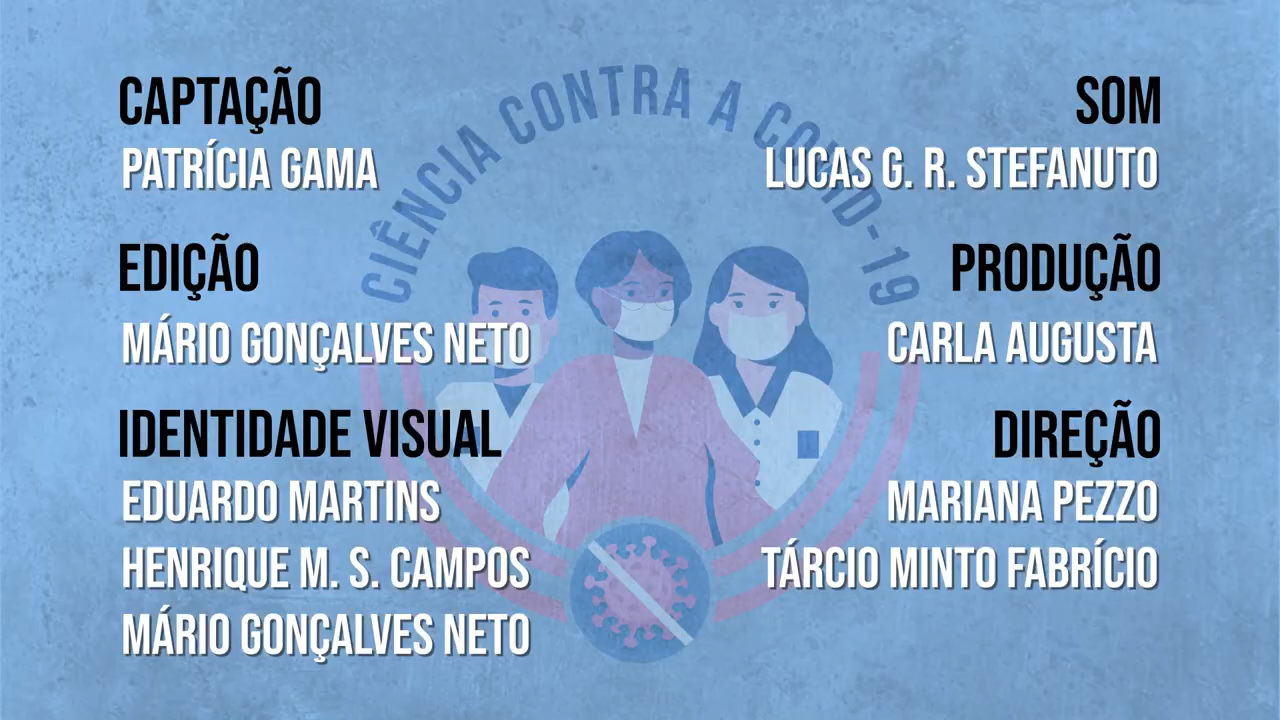 CIÊNCIA CONTRA A COVID-19
CAPTAÇÃO
PATRÍCIA GAMA
EDIÇÃO
MÁRIO GONÇALVES NETO
IDENTIDADE VISUAL
EDUARDO MARTINS
HENRIQUE M. S. CAMPOS
MÁRIO GONÇALVES NETO
SOM
LUCAS G. R. STEFANUTO
PRODUÇÃO
CARLA AUGUSTA
DIREÇÃO
MARIANA PEZZO
TÁRCIO MINTO FABRÍCIO